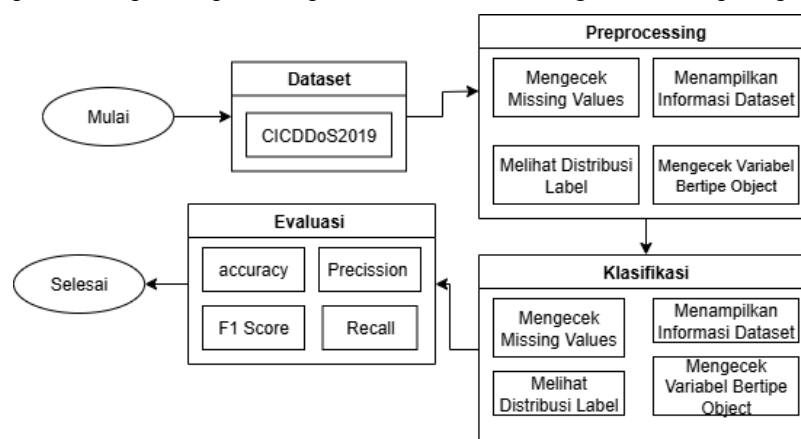 Preprocessing
Mengecek
Missing Values
Menampilkan
Informasi Dataset
Melihat Distribusi
Label
Mengecek Variabel
Bertipe Object
Dataset
CICDDoS2019
Mulai
Evaluasi
accuracy
Precission
F1 Score
Recall
Selesai
Klasifikasi
Mengecek
Missing Values
Menampilkan
Informasi Dataset
Melihat
Distribusi Label
Mengecek
Variabel Bertipe
Object